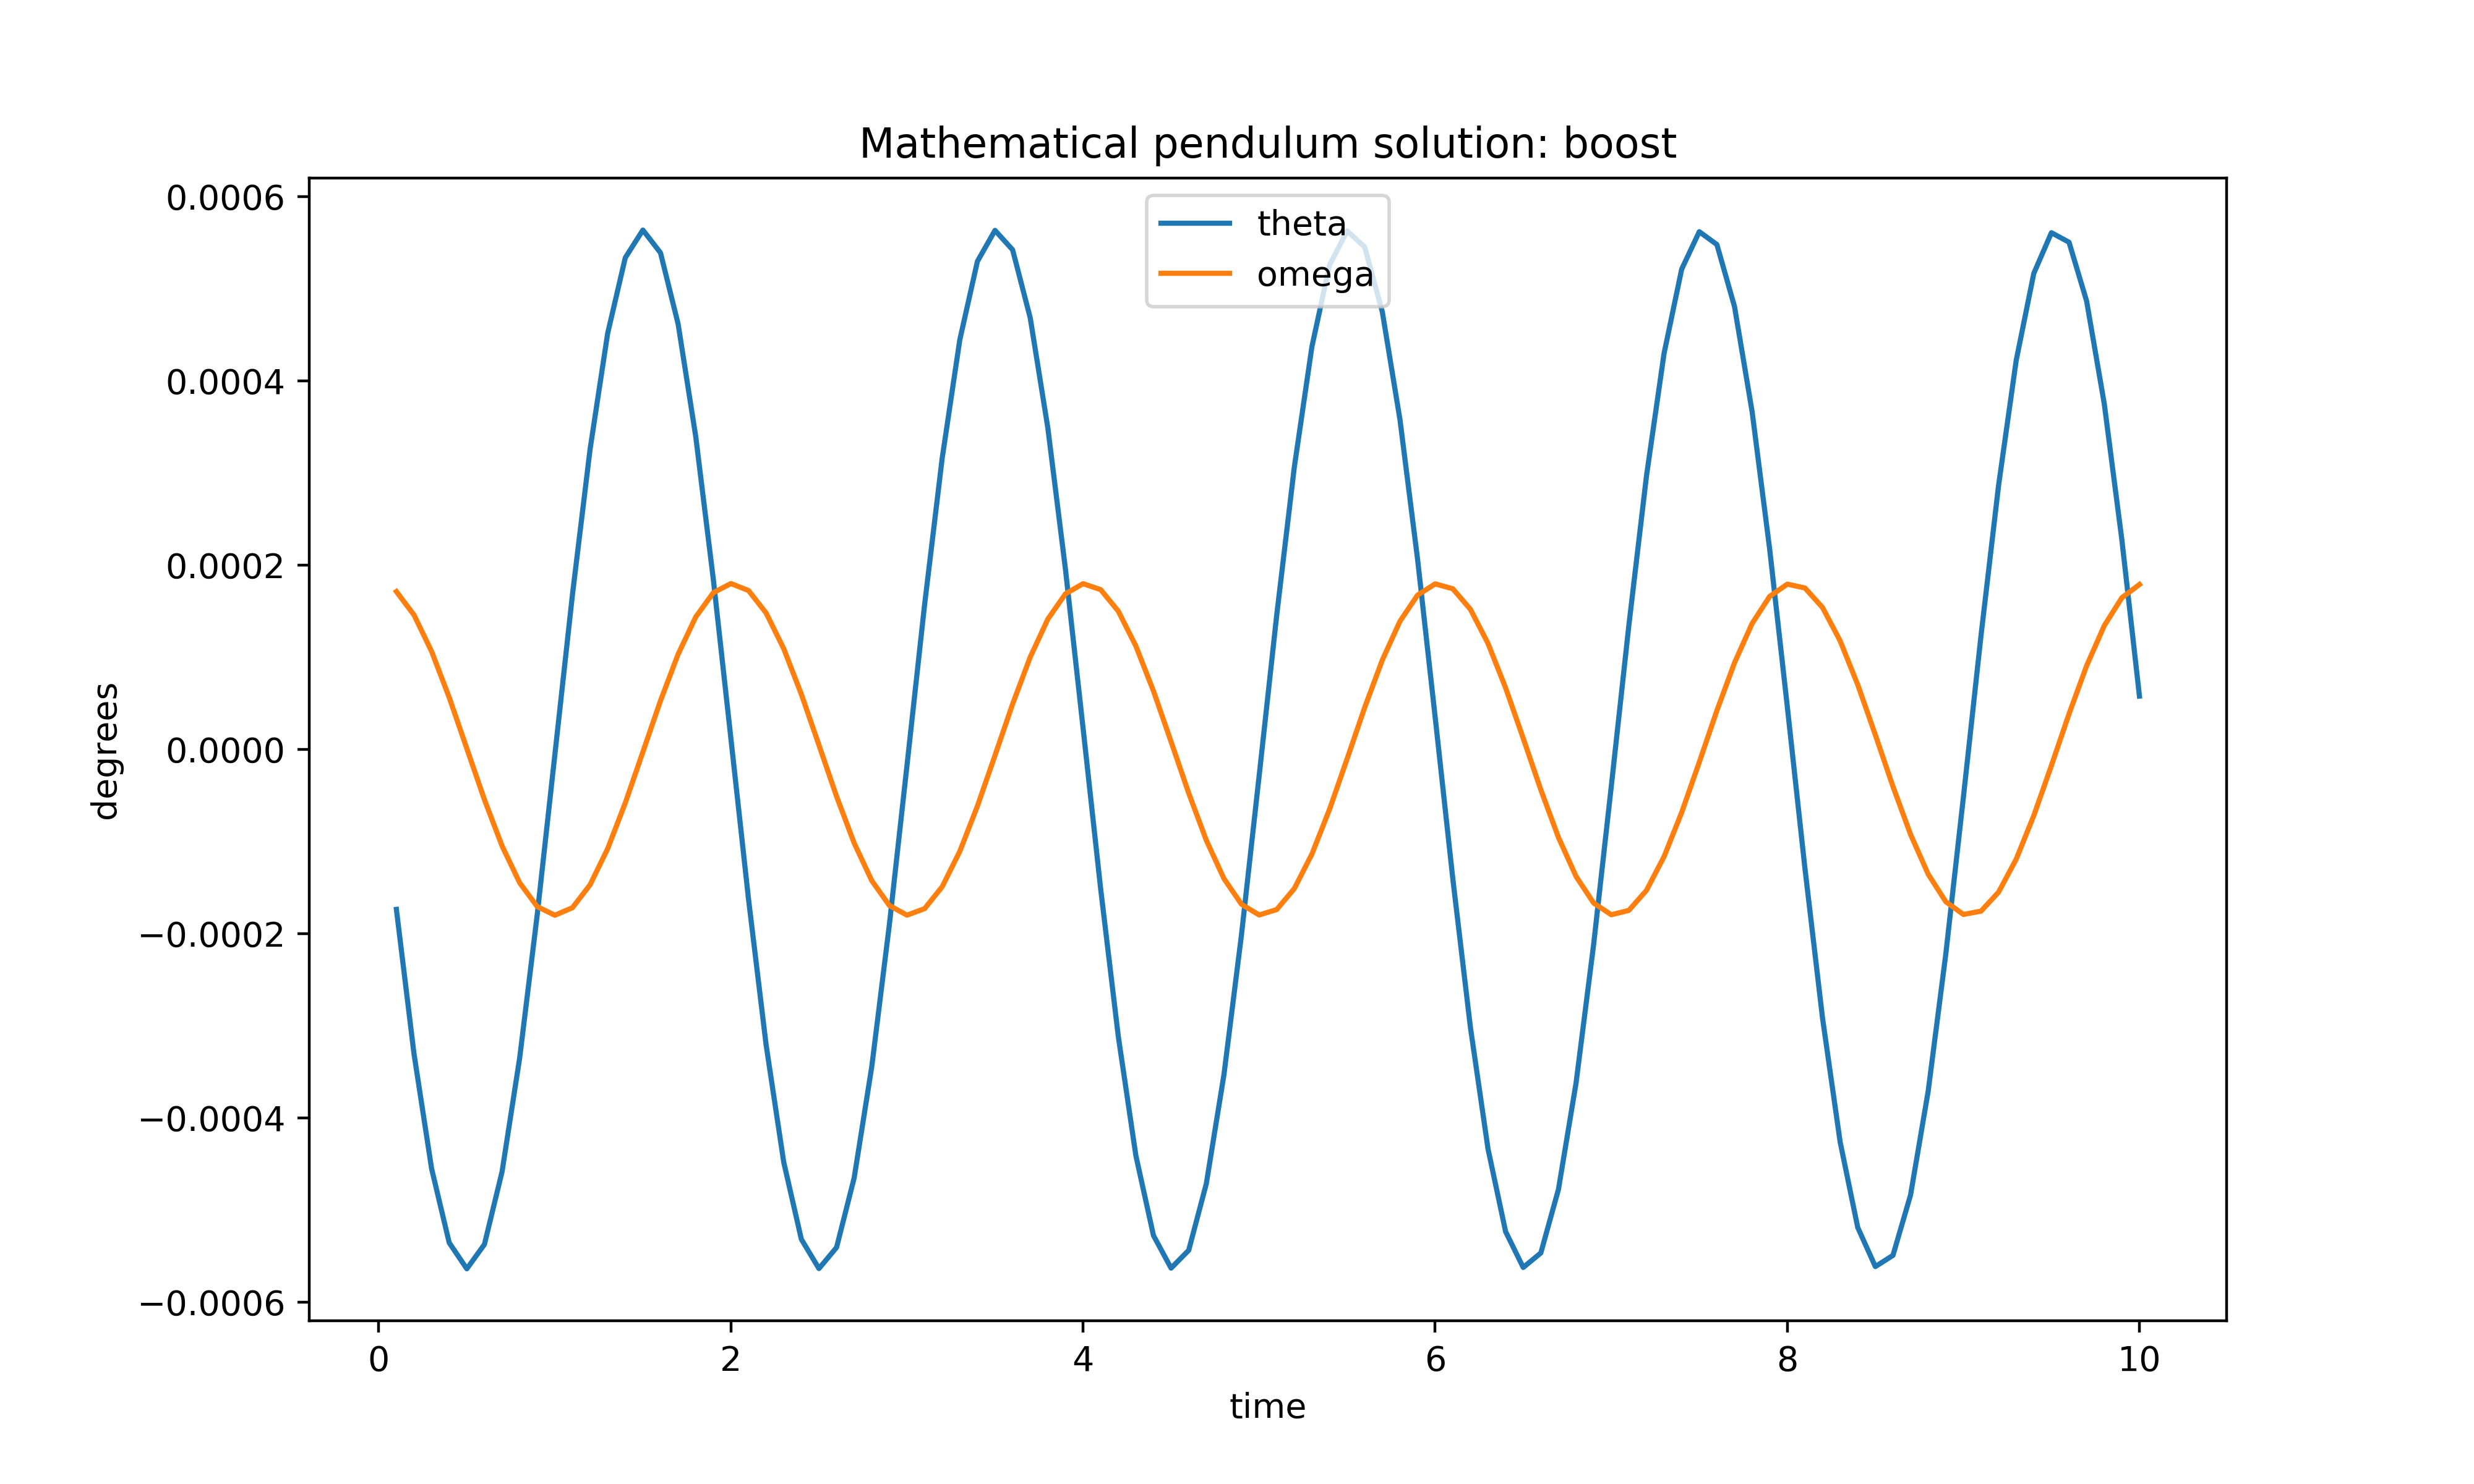 Mathematical pendulum solution: boost
theta
omega
degrees
0.0006
0.0004
0.0002
0.0000
−0.0002
−0.0004
−0.0006
0 2 4 6 8 10
time